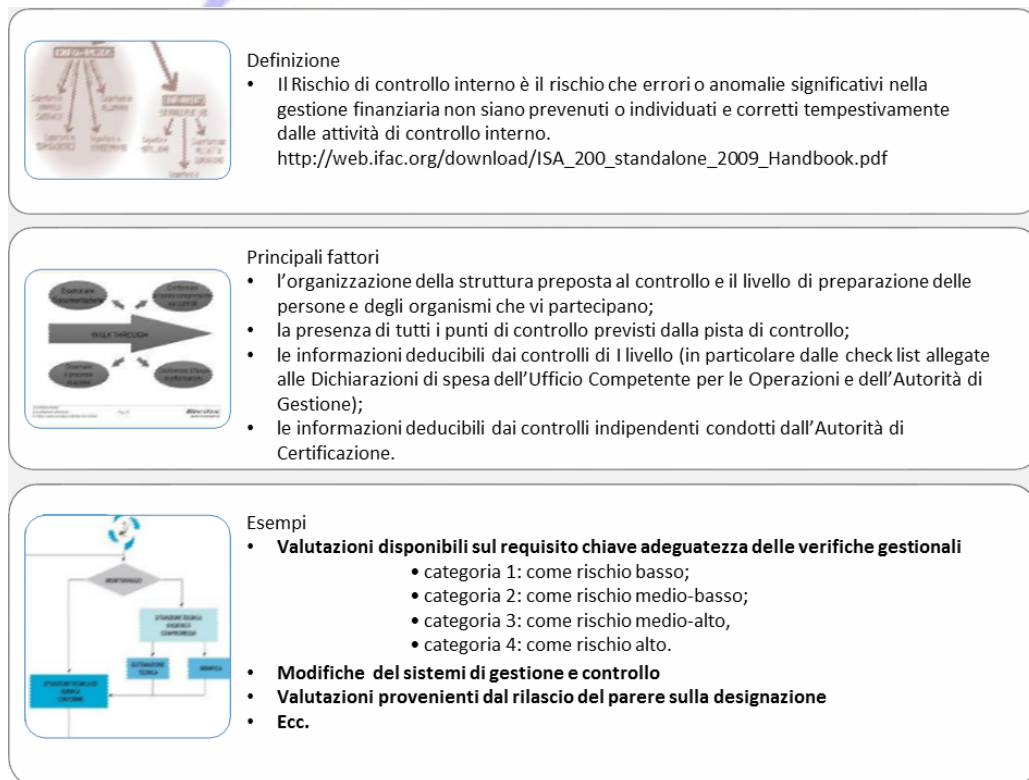 Definizione
• Il Rischio di controllo interno è il rischio che errori o anomalie significativi nella
gestione finanziaria non siano prevenuti o individuati e corretti tempestivamente
dalle attività di controllo interno.
http://web.ifac.org/download/ISA_200_standalone_2009_Handbook.pdf
Principali fattori
• l'organizzazione della struttura preposta al controllo e il livello di preparazione delle
persone e degli organismi che vi partecipano;
• la presenza di tutti i punti di controllo previsti dalla pista di controllo;
• le informazioni deducibili dai controlli di I livello (in particolare dalle check list allegate
alle Dichiarazioni di spesa dell'Ufficio Competente per le Operazioni e dell'Autorità di
Gestione);
• le informazioni deducibili dai controlli indipendenti condotti dall'Autorità di
Certificazione.
WALK THROUGH
Esempi
• Valutazioni disponibili sul requisito chiave adeguatezza delle verifiche gestionali
• categoria 1: come rischio basso;
• categoria 2: come rischio medio-basso;
• categoria 3: come rischio medio-alto,
• categoria 4: come rischio alto.
• Modifiche del sistemi di gestione e controllo
• Valutazioni provenienti dal rilascio del parere sulla designazione
• Ecc.
MONITORAGGIO
BONIFICA